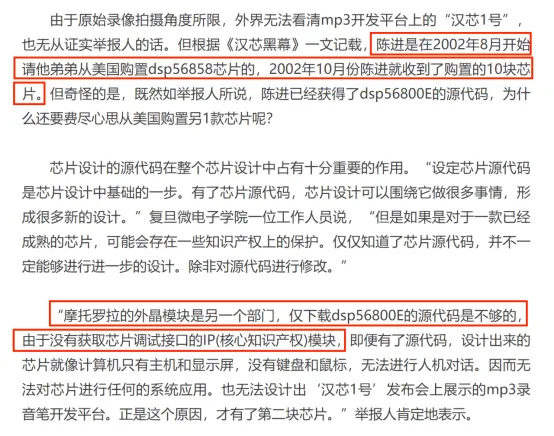 由于原始录像拍摄角度所限，外界无法看清mp3开发平台上的“汉芯1号”，
也无从证实举报人的话。但根据《汉芯黑幕》一文记载，陈进是在2002年8月开始
请他弟弟从美国购置dsp56858芯片的，2002年10月份陈进就收到了购置的10块芯
片。但奇怪的是，既然如举报人所说，陈进已经获得了dsp56800E的源代码，为什
么还要费尽心思从美国购置另1款芯片呢？
芯片设计的源代码在整个芯片设计中占有十分重要的作用。“设定芯片源代码
是芯片设计中基础的一步。有了芯片源代码，芯片设计可以围绕它做很多事情，形
成很多新的设计。”复旦微电子学院一位工作人员说，“但是如果是对于一款已经
成熟的芯片，可能会存在一些知识产权上的保护。仅仅知道了芯片源代码，并不一
定能够进行进一步的设计。除非对源代码进行修改。”
“摩托罗拉的外晶模块是另一个部门，仅下载dsp56800E的源代码是不够的，
由于没有获取芯片调试接口的IP(核心知识产权)模块，即便有了源代码，设计出来的
芯片就像计算机只有主机和显示屏，没有键盘和鼠标，无法进行人机对话。因而无
法对芯片进行任何的系统应用。也无法设计出‘汉芯1号’发布会上展示的mp3录
音笔开发平台。正是这个原因，才有了第二块芯片。”举报人肯定地表示。